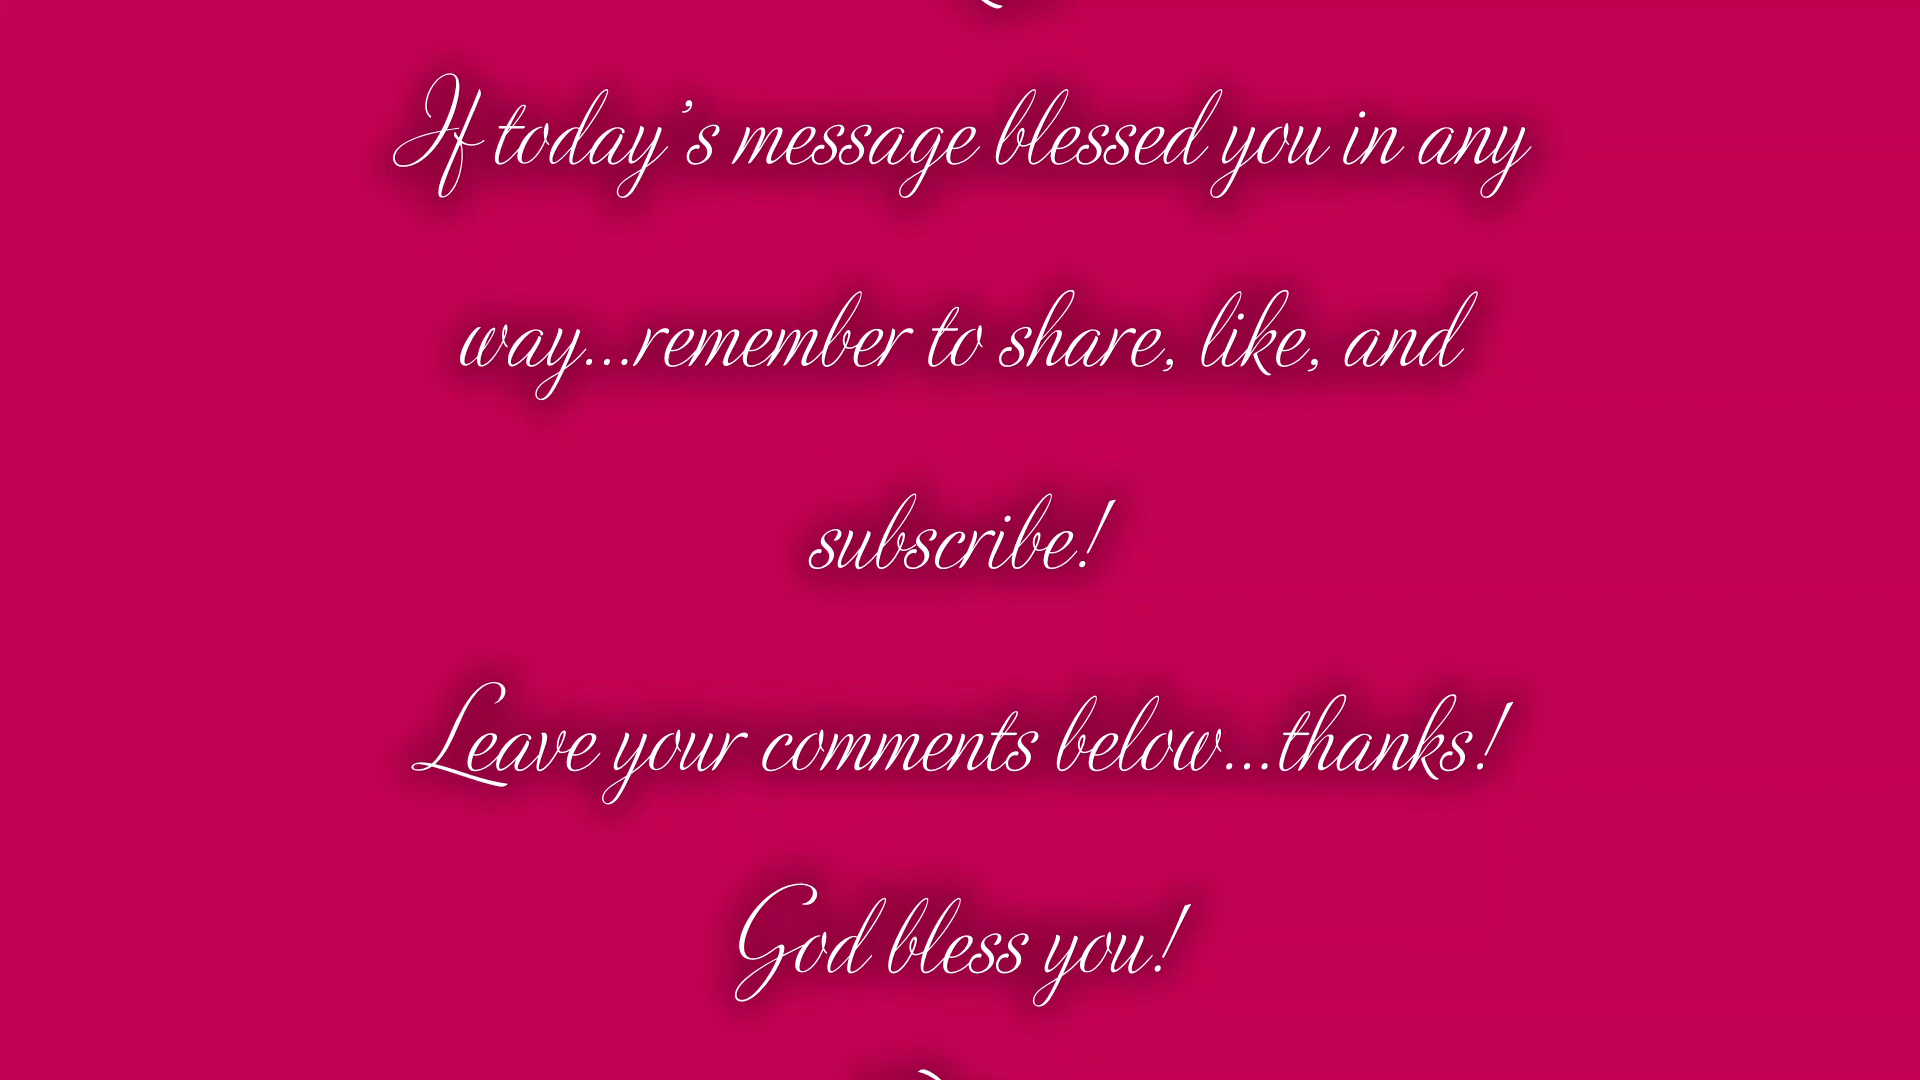 If today's message blessed you in any
way...remember to share, like, and
subscribe!
Leave your comments below...thanks!
God bless you!